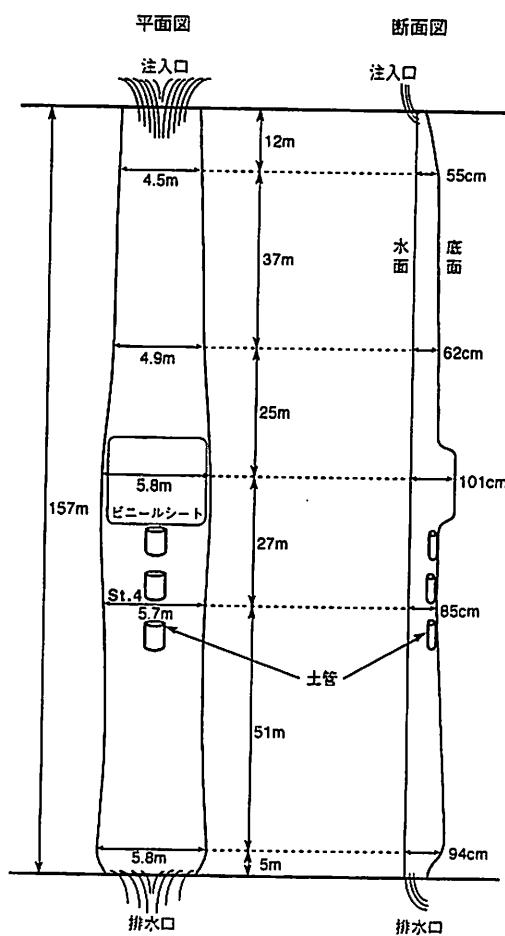 平面図
断面図
注入口
注入口
12m
4.5m
55cm
37m
水面
底面
4.9m
62cm
25m
157m
5.8m
101cm
ビニールシート
27m
St.4
5.7m
85cm
土管
51m
5.8m
94cm
5m
排水口
排水口